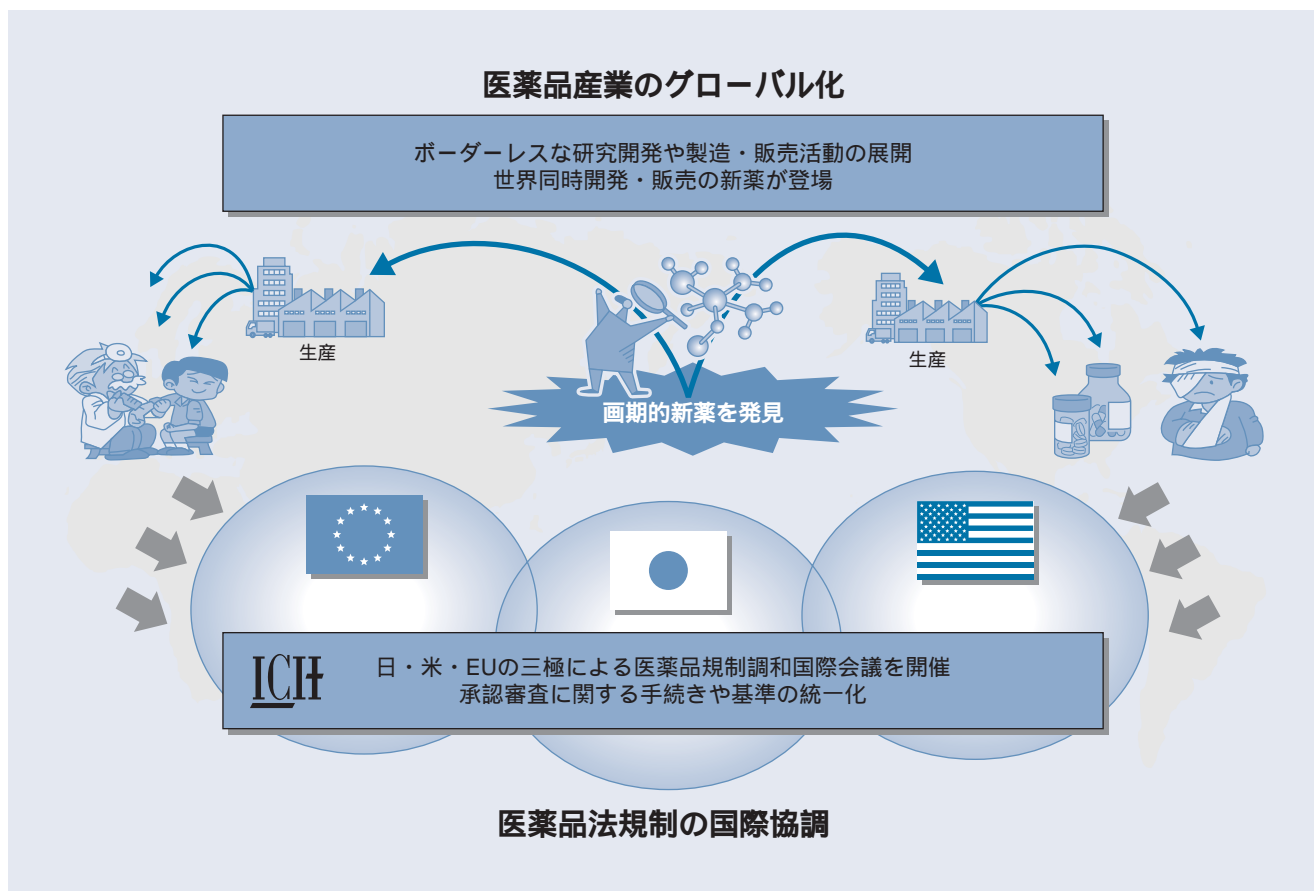 医薬品産業のグローバル化
ボーダーレスな研究開発や製造・販売活動の展開
世界同時開発・販売の新薬が登場
生産
生産
画期的新薬を発見
ICH
日・米・EUの三極による医薬品規制調和国際会議を開催
承認審査に関する手続きや基準の統一化
医薬品法規制の国際協調